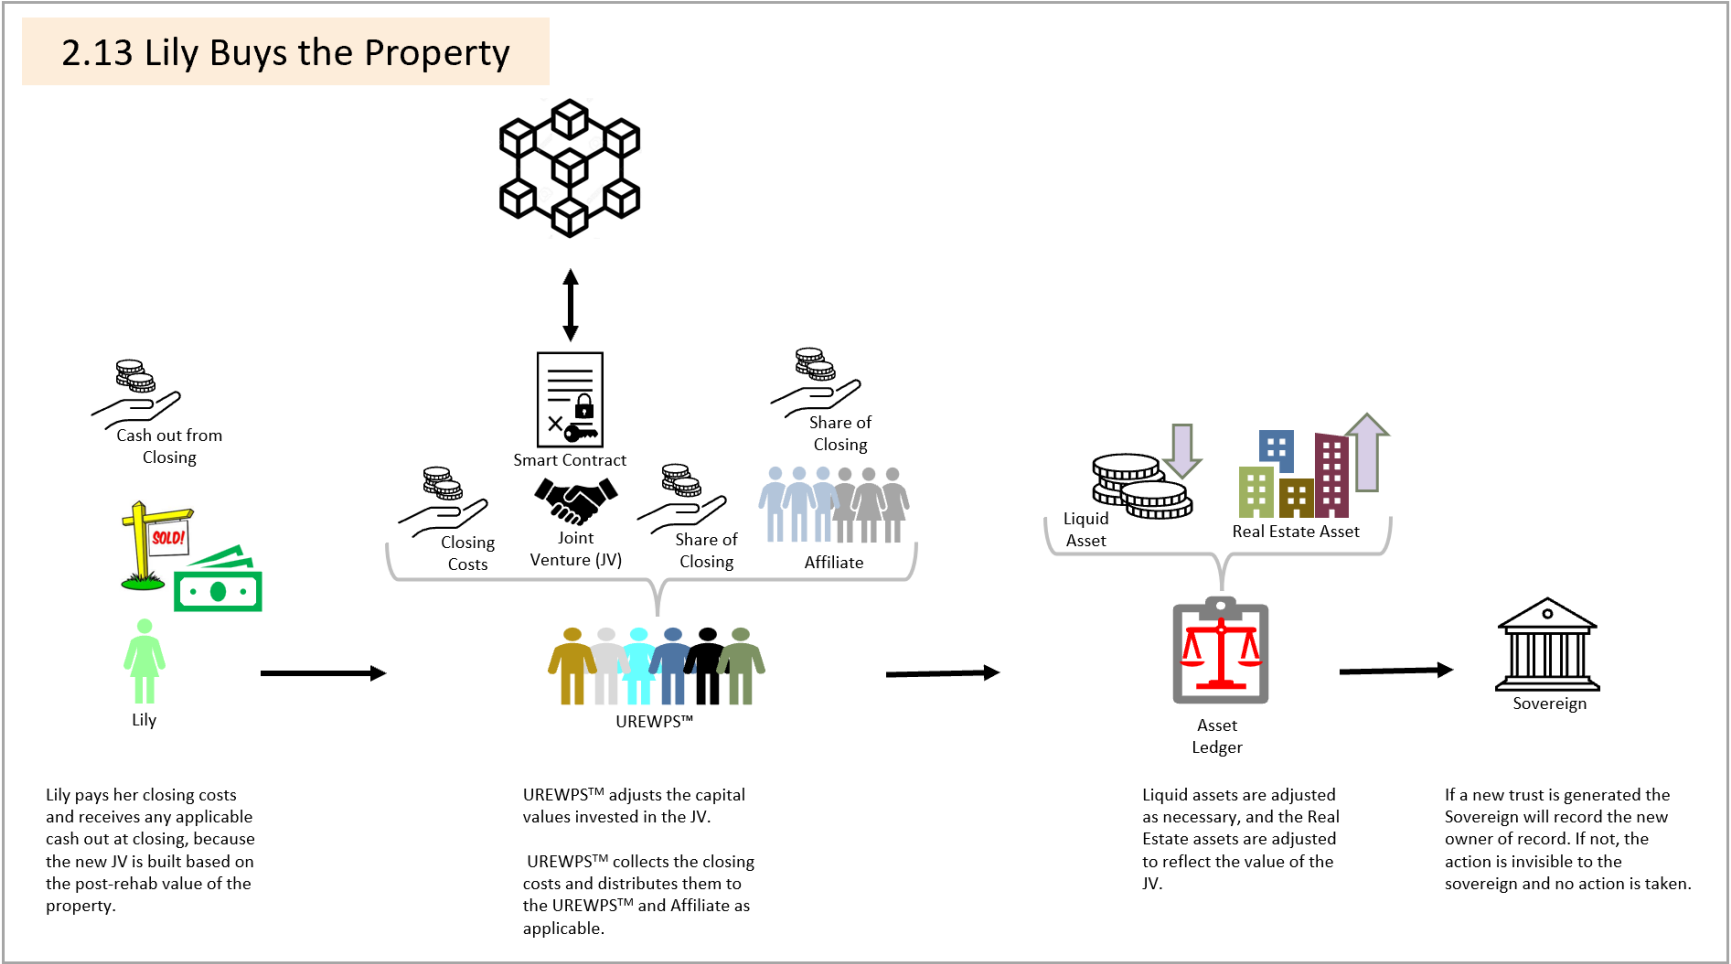 2.13 Lily Buys the Property
Cash out from
Closing
SOLD!
Lily
Smart Contract
Closing
Costs
Joint
Venture (JV)
Share of
Closing
Share of
Closing
Affiliate
UREWPS™
Liquid
Asset
Real Estate Asset
Asset
Ledger
Sovereign
Lily pays her closing costs
and receives any applicable
cash out at closing, because
the new JV is built based on
the post-rehab value of the
property.
UREWPS™ adjusts the capital
values invested in the JV.
UREWPS™ collects the closing
costs and distributes them to
the UREWPS™ and Affiliate as
applicable.
Liquid assets are adjusted
as necessary, and the Real
Estate assets are adjusted
to reflect the value of the
JV.
If a new trust is generated the
Sovereign will record the new
owner of record. If not, the
action is invisible to the
sovereign and no action is taken.